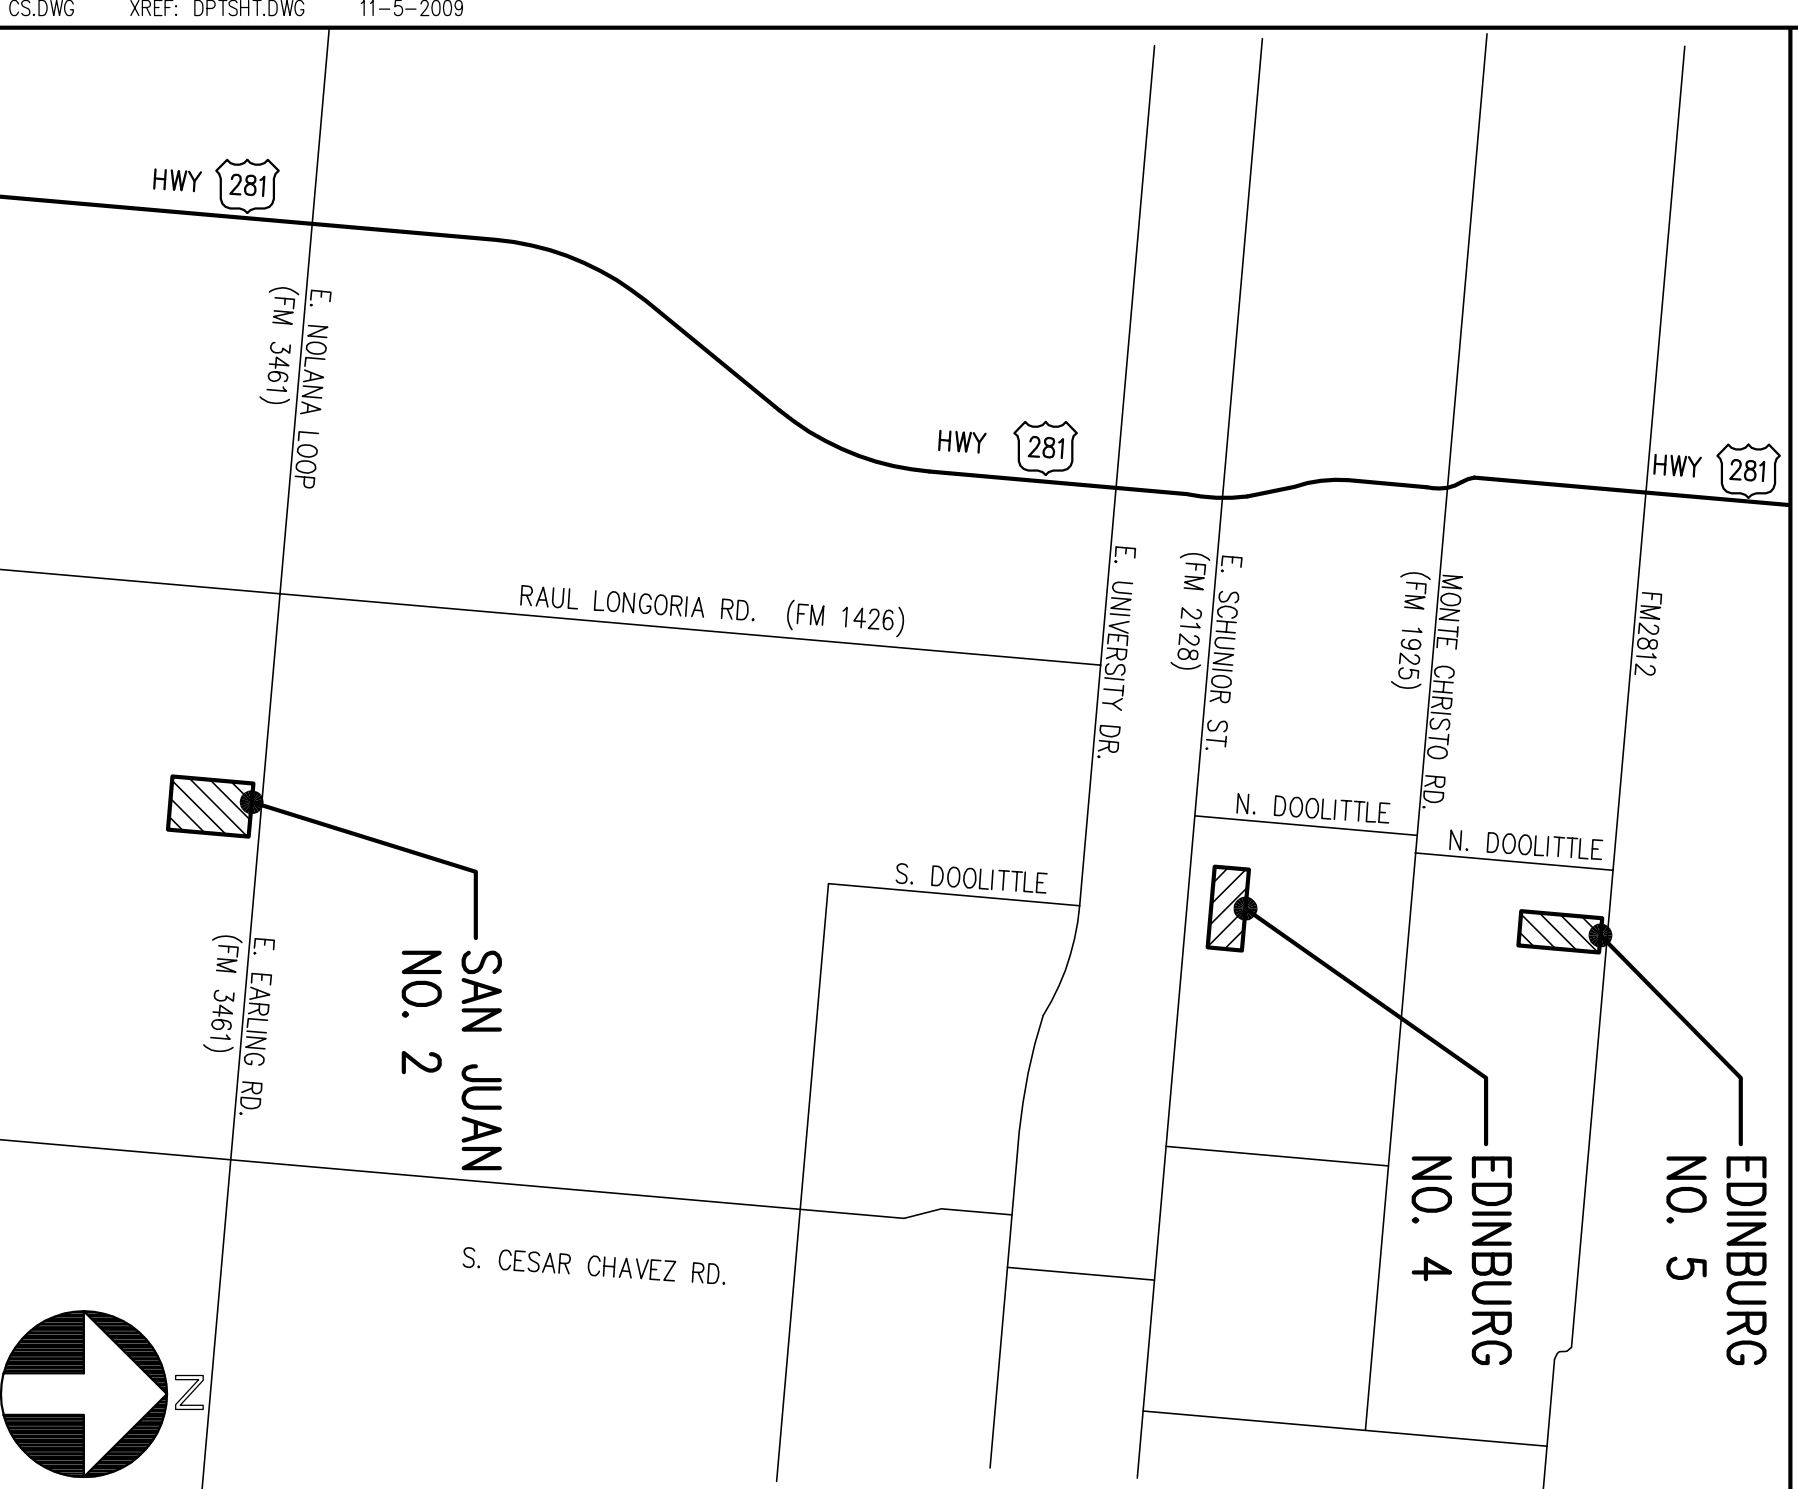 CS.DWG XREF: DPTSHT.DWG 11-5-2009
HWY 281
E. NOLANA LOOP
(FM 3461)
HWY 281
HWY 281
RAUL LONGORIA RD. (FM 1426)
E. UNIVERSITY DR.
E. SCHUNIOR ST.
(FM 2128)
MONTE CHRISTO RD.
(FM 1925)
FM2812
N. DOOLITTLE
N. DOOLITTLE
S. DOOLITTLE
E. EARLING RD.
(FM 3461)
SAN JUAN
NO. 2
EDINBURG
NO. 4
EDINBURG
NO. 5
S. CESAR CHAVEZ RD.
N